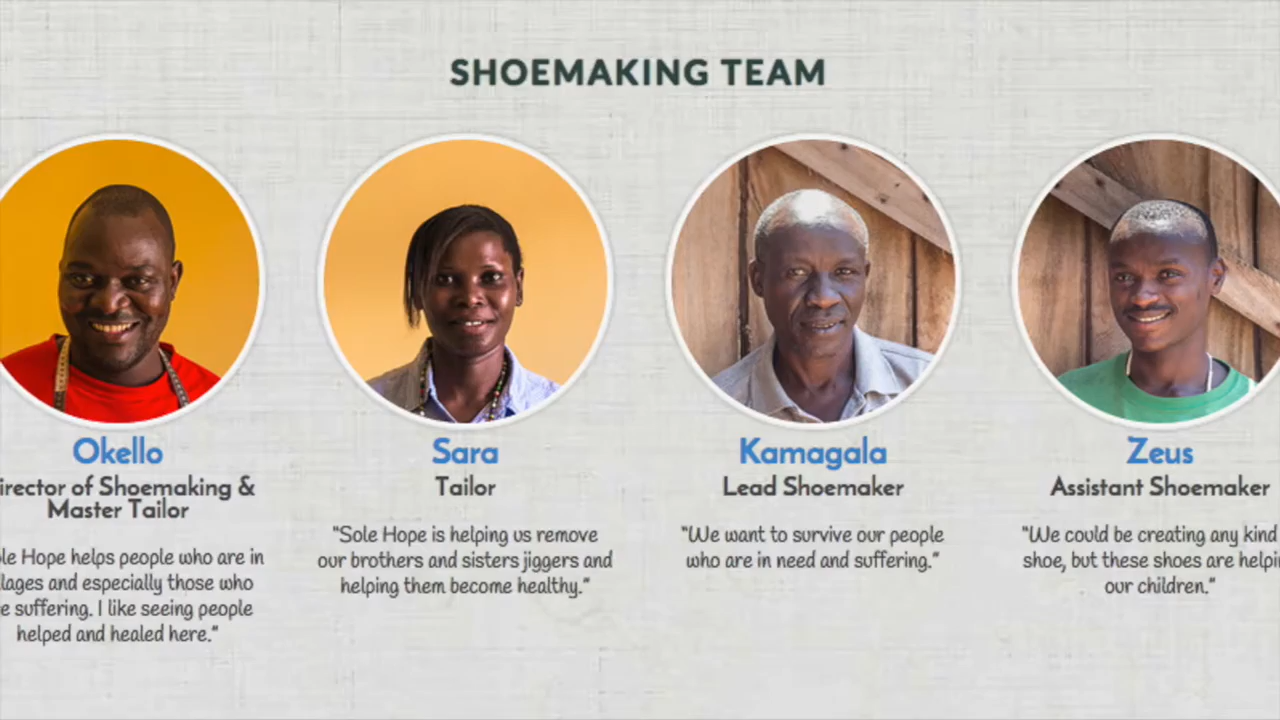 SHOEMAKING TEAM
Okello
irector of Shoemaking &
Master Tailor
le Hope helps people who are in
lages and especially those who
e suffering. I like seeing people
helped and healed here."
Sara
Tailor
"Sole Hope is helping us remove
our brothers and sisters jiggers and
helping them become healthy."
Kamagala
Lead Shoemaker
"We want to survive our people
who are in need and suffering."
Zeus
Assistant Shoemaker
"We could be creating any kind
shoe, but these shoes are helpi
our children."